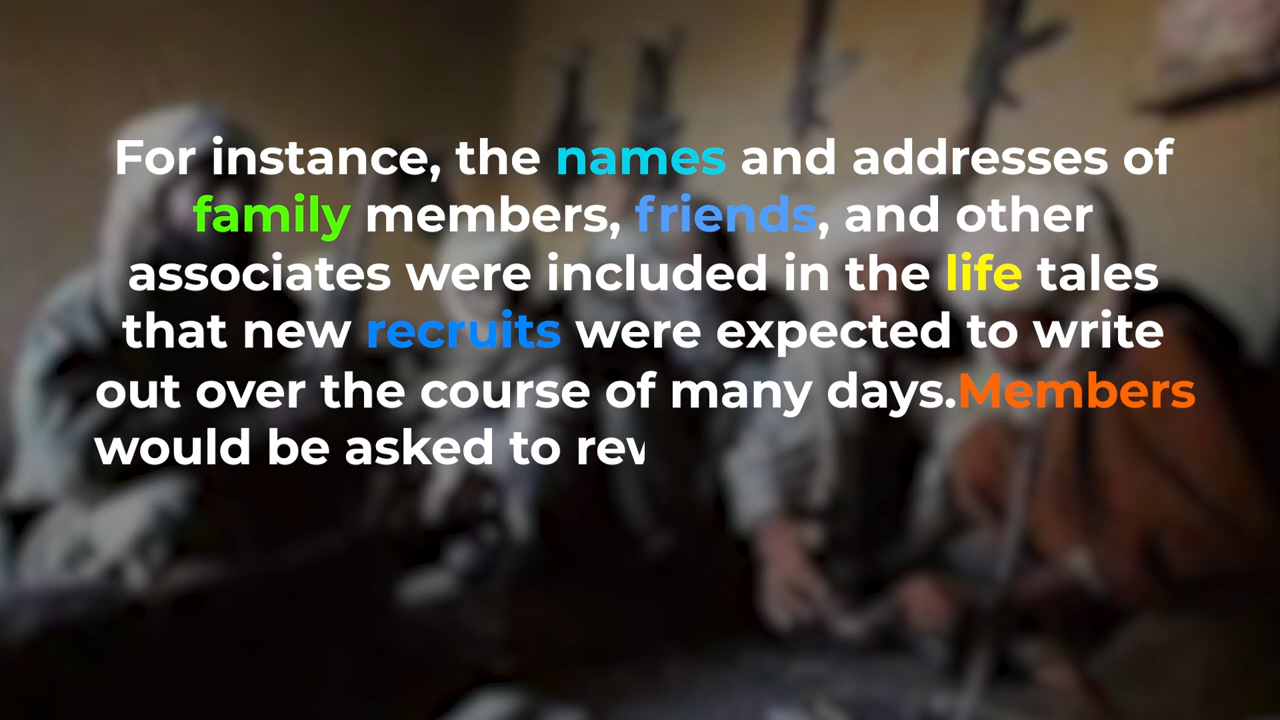 For instance, the names and addresses of
family members, friends, and other
associates were included in the life tales
that new recruits were expected to write
out over the course of many days.Members
would be asked to